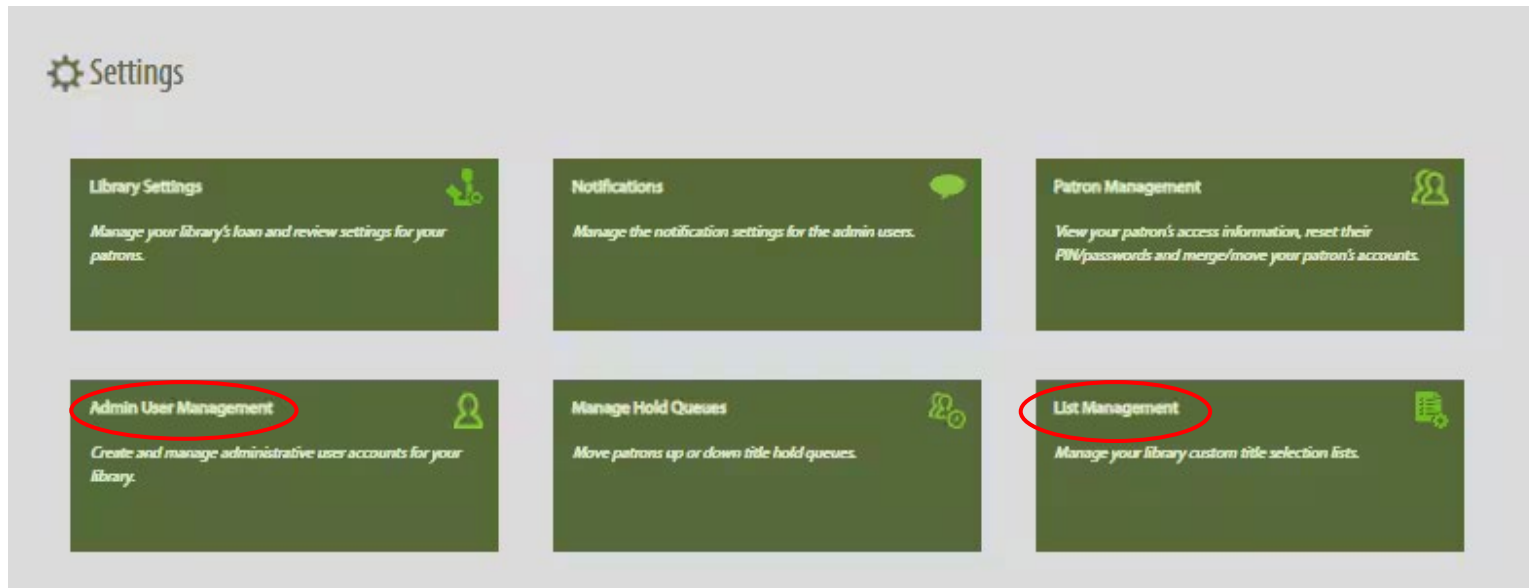 Settings
Library Settings
Manage your library's loan and review settings for your
patrons.
Notifications
Manage the notification settings for the admin users.
Patron Management
View your patron's access information, reset their
PIN/passwords and merge/move your patron's accounts.
Admin User Management
Create and manage administrative user accounts for your
library.
Manage Hold Queues
Move patrons up or down title hold queues.
List Management
Manage your library custom title selection lists.